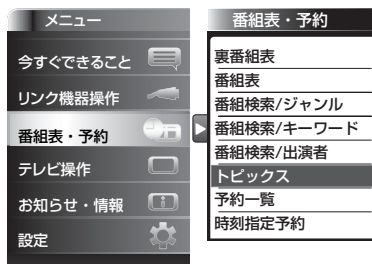 メニュー
今すぐできること
リンク機器操作
番組表・予約
テレビ操作
お知らせ・情報
設定
番組表・予約
裏番組表
番組表
番組検索/ジャンル
番組検索/キーワード
番組検索/出演者
トピックス
予約一覧
時刻指定予約